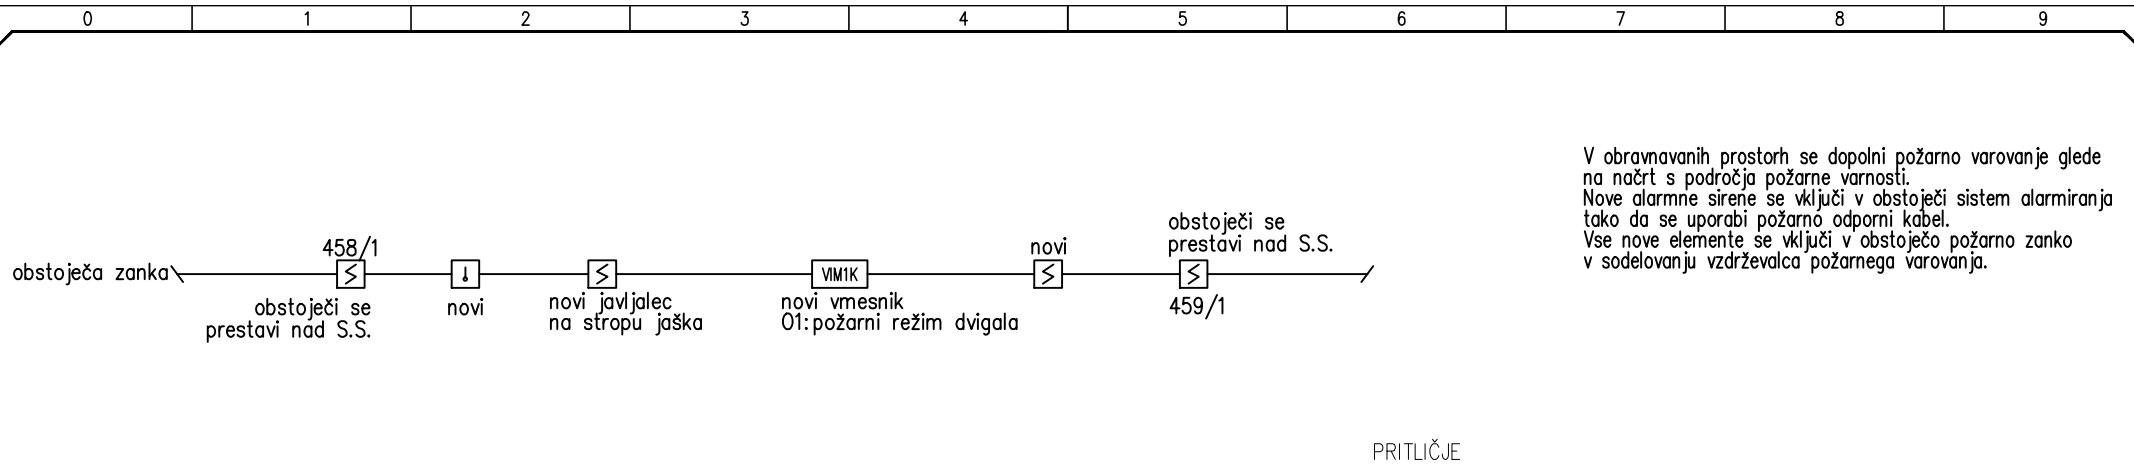 0 1 2 3 4 5 6 7 8 9
V obravnavanih prostorh se dopolni požarno varovanje glede
na načrt s področja požarne varnosti.
Nove alarmne sirene se vključi v obstoječi sistem alarmiranja
tako da se uporabi požarno odporni kabel.
Vse nove elemente se vključi v obstoječo požarno zanko
v sodelovanju vzdrževalca požarnega varovanja.
obstoječa zanka
458/1
obstoječi se
prestavi nad S.S.
novi
novi javljalec
na stropu jaška
VIM1K
novi vmesnik
O1:požarni režim dvigala
novi
obstoječi se
prestavi nad S.S.
459/1
PRITLIČJE